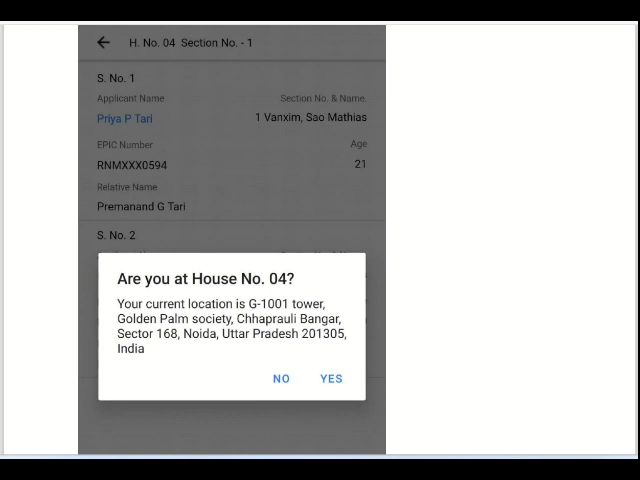 H. No. 04 Section No. - 1
S. No. 1
Applicant Name Section No. & Name
Priya P Tari 1 Vanxim, Sao Mathias
EPIC Number Age
RNMXXX0594 21
Relative Name
Premanand G Tari
S. No. 2
Are you at House No. 04?
Your current location is G-1001 tower,
Golden Palm society, Chhaprauli Bangar,
Sector 168, Noida, Uttar Pradesh 201305,
India
NO YES